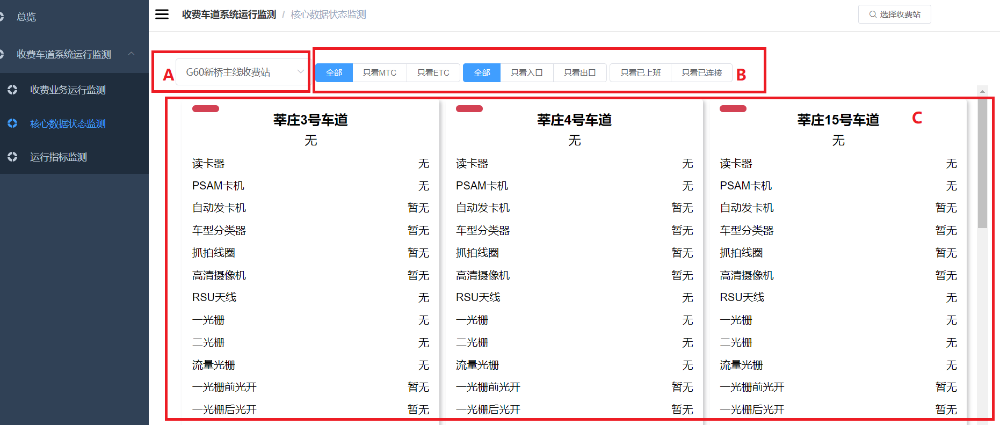 总览
收费车道系统运行监测
收费业务运行监测
核心数据状态监测
运行指标监测
收费车道系统运行监测 / 核心数据状态监测
选择收费站
A G60新桥主线收费站
全部 只看MTC 只看ETC 全部 只看入口 只看出口 只看已上班 只看已连接 B
C
莘庄3号车道
无
读卡器 无
PSAM卡机 无
自动发卡机 暂无
车型分类器 暂无
抓拍线圈 暂无
高清摄像机 暂无
RSU天线 无
一光栅 无
二光栅 无
流量光栅 无
一光栅前光开 暂无
一光栅后光开 暂无
莘庄4号车道
无
读卡器 无
PSAM卡机 无
自动发卡机 暂无
车型分类器 暂无
抓拍线圈 暂无
高清摄像机 暂无
RSU天线 无
一光栅 无
二光栅 无
流量光栅 无
一光栅前光开 暂无
一光栅后光开 暂无
莘庄15号车道
无
读卡器 无
PSAM卡机 无
自动发卡机 暂无
车型分类器 暂无
抓拍线圈 暂无
高清摄像机 暂无
RSU天线 无
一光栅 无
二光栅 无
流量光栅 无
一光栅前光开 暂无
一光栅后光开 暂无